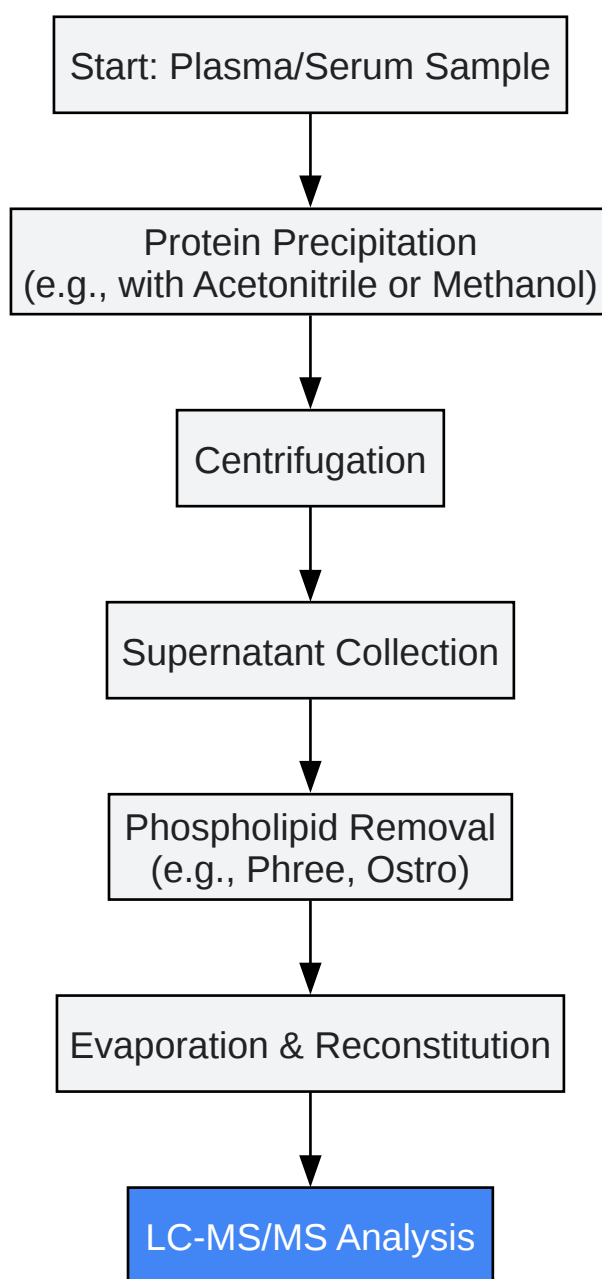 Start: Plasma/Serum Sample
Protein Precipitation
(e.g., with Acetonitrile or Methanol)
Centrifugation
Supernatant Collection
Phospholipid Removal
(e.g., Phree, Ostro)
Evaporation & Reconstitution
LC-MS/MS Analysis